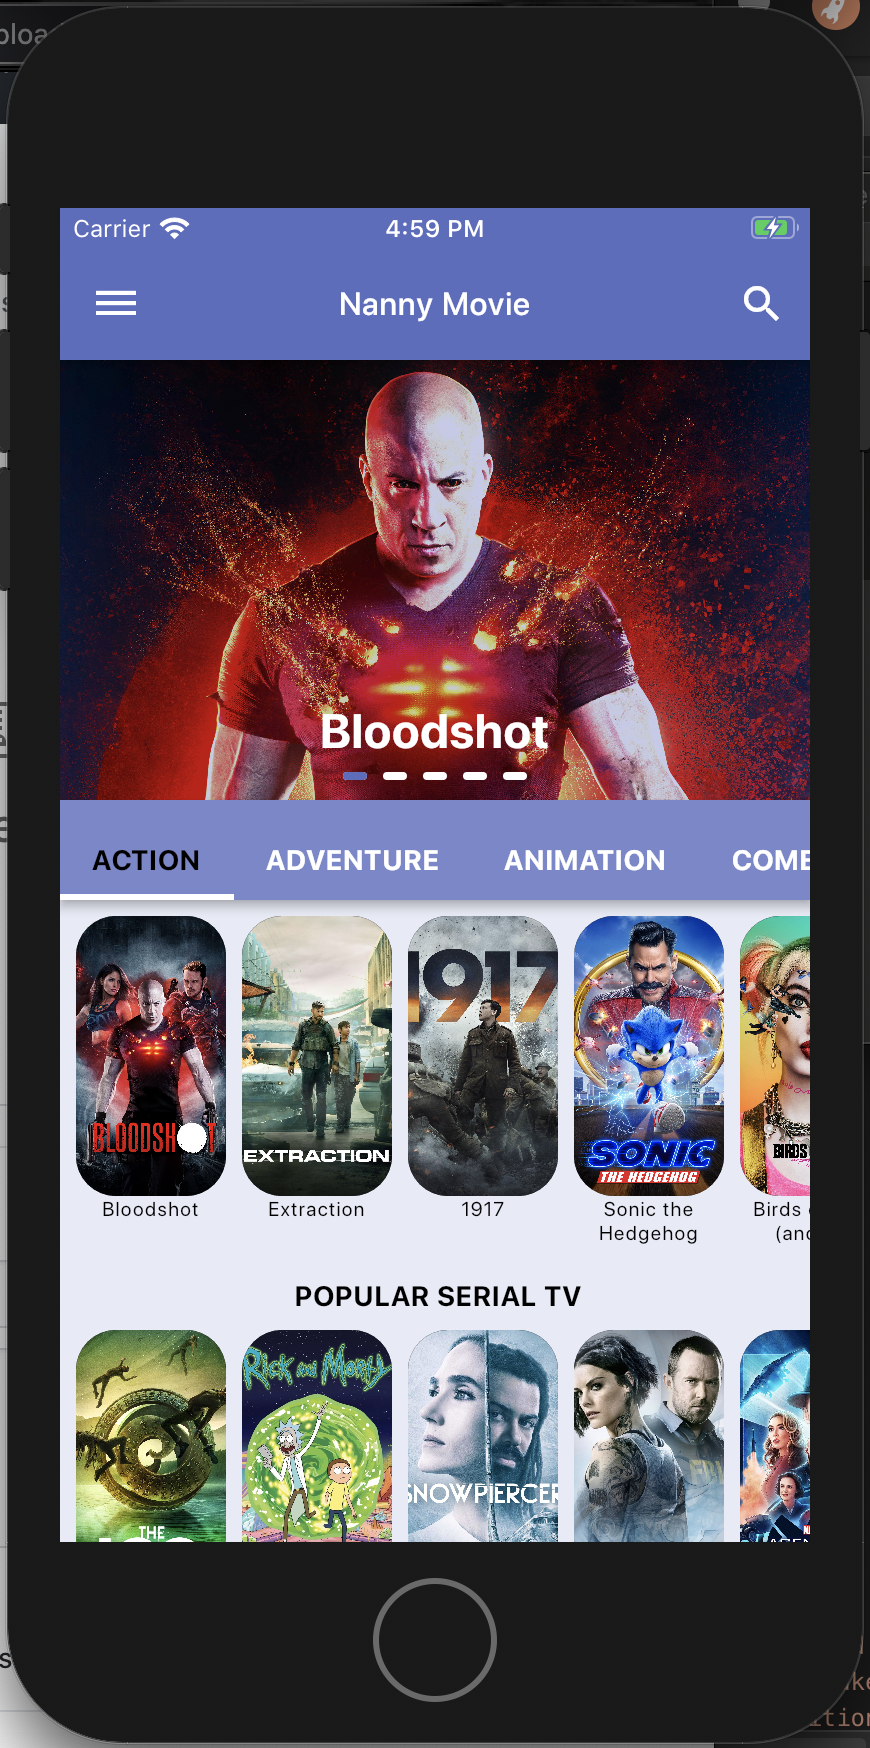 Carrier
4:59 PM
Nanny Movie
Bloodshot
ACTION ADVENTURE ANIMATION COME
BLOODSHOT
EXTRACTION
1917
SONIC
THE HEDGEHOG
BIRDS
Bloodshot
Extraction
1917
Sonic the
Hedgehog
Birds
(and
POPULAR SERIAL TV
THE
Rick and Morty
SNOWPIERCER